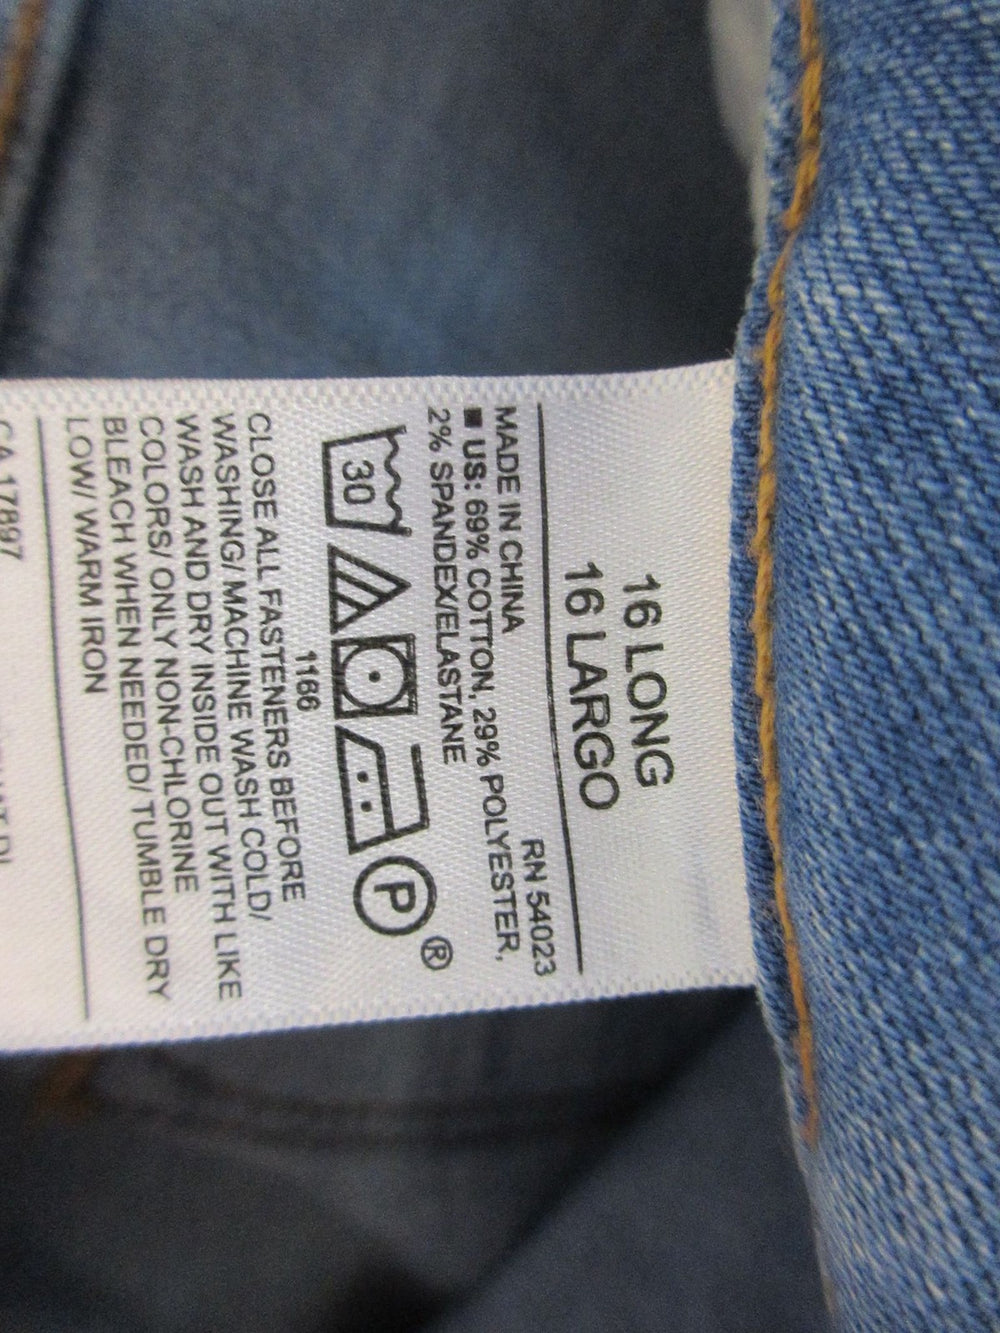 16 LONG
16 LARGO
RN 54023
MADE IN CHINA
■ US: 69% COTTON, 29% POLYESTER,
2% SPANDEX/ELASTANE
®
30
P
1166
CLOSE ALL FASTENERS BEFORE
WASHING/ MACHINE WASH COLD/
WASH AND DRY INSIDE OUT WITH LIKE
COLORS/ ONLY NON-CHLORINE
BLEACH WHEN NEEDED/ TUMBLE DRY
LOW/ WARM IRON
CA 17897